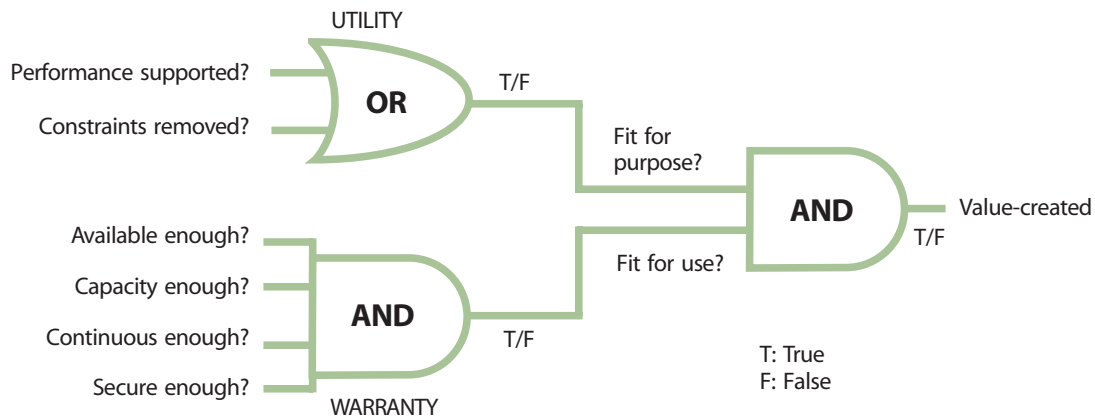 UTILITY
Performance supported?
Constraints removed?
OR
T/F
Fit for
purpose?
AND
Value-created
T/F
Available enough?
Capacity enough?
Continuous enough?
Secure enough?
AND
T/F
Fit for use?
WARRANTY
T: True
F: False